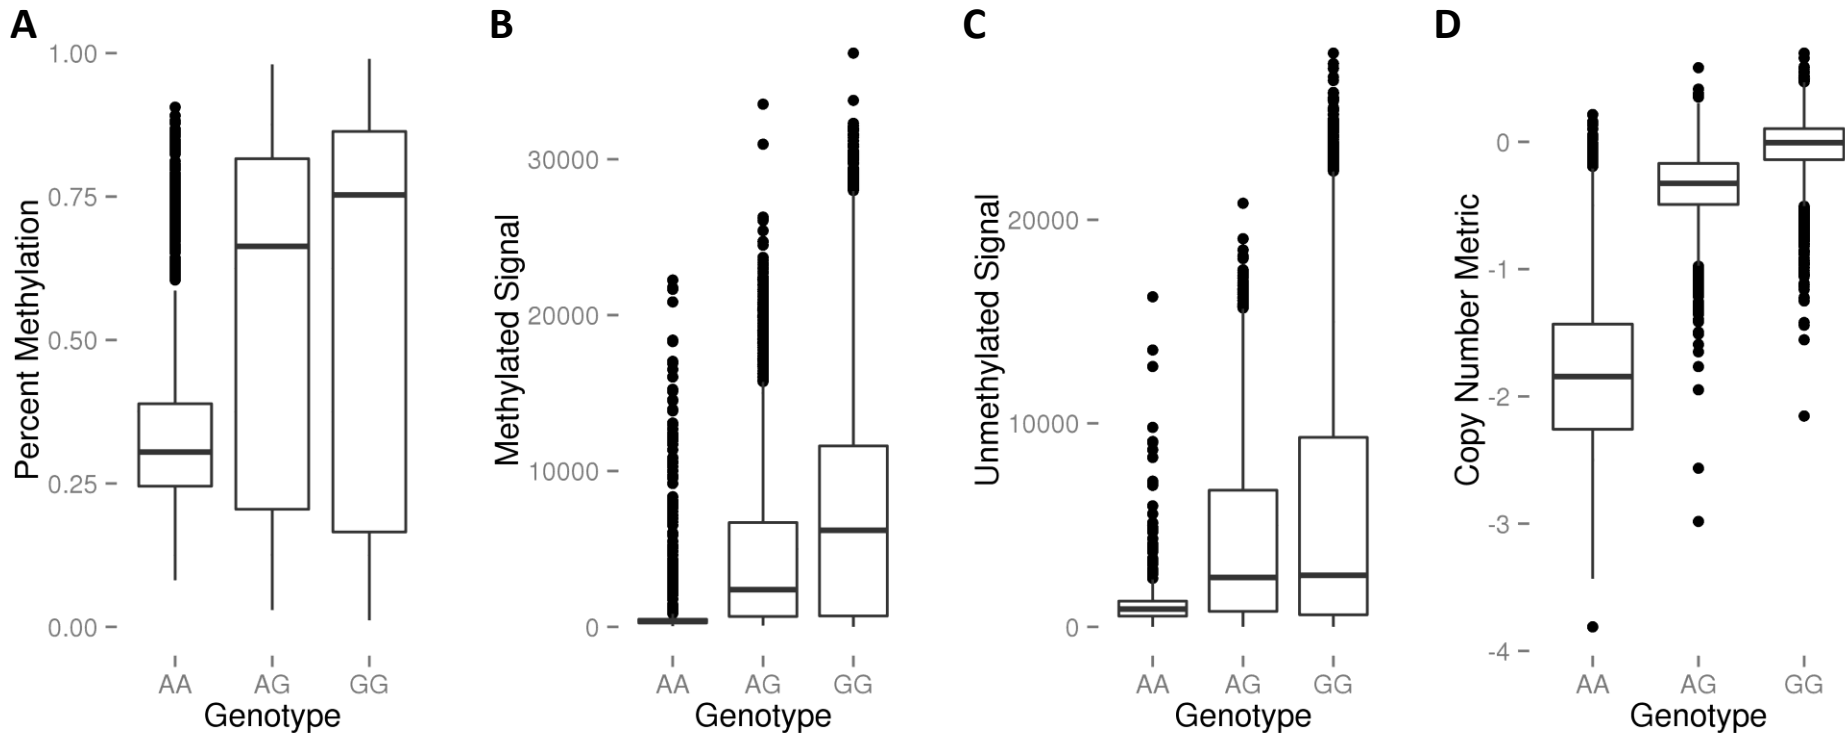 A
Percent Methylation
1.00
0.75
0.50
0.25
0.00
AA AG GG
Genotype
B
Methylated Signal
30000
20000
10000
0
AA AG GG
Genotype
C
Unmethylated Signal
20000
10000
0
AA AG GG
Genotype
D
Copy Number Metric
0
-1
-2
-3
-4
AA AG GG
Genotype